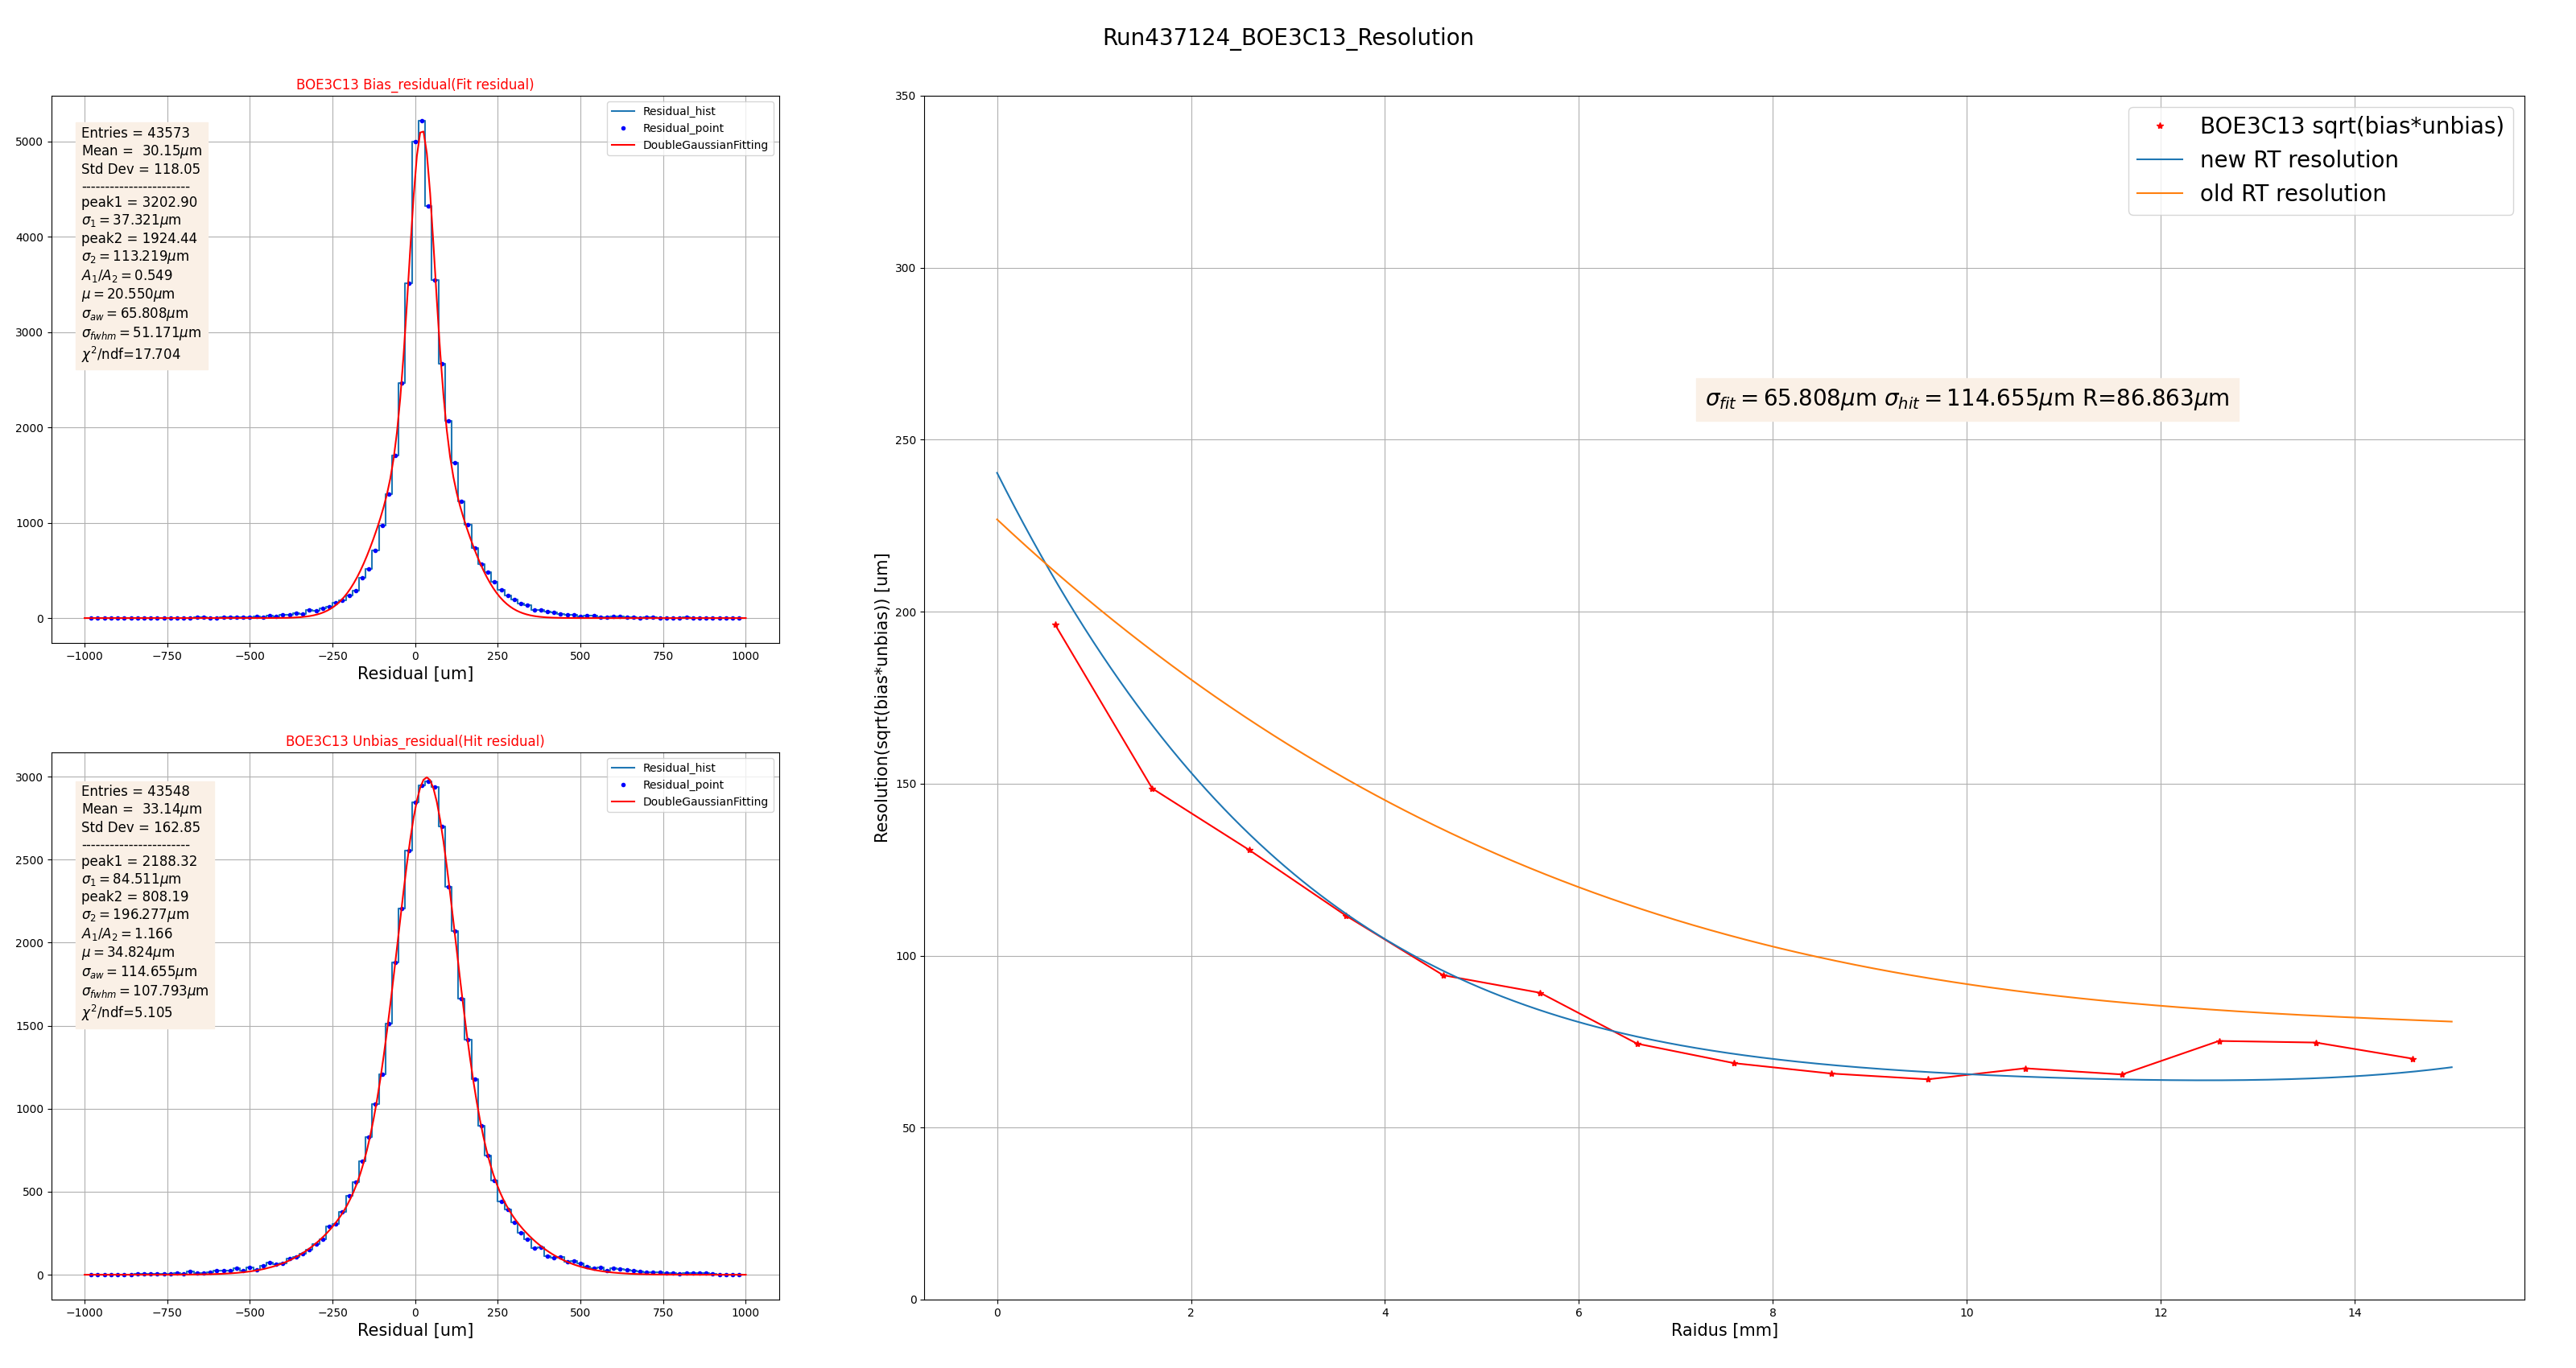 Run437124_BOE3C13_Resolution
BOE3C13 Bias_residual(Fit residual)
Entries = 43573
Mean =  30.15μm
Std Dev = 118.05
-----------------------
peak1 = 3202.90
σ₁ = 37.321μm
peak2 = 1924.44
σ₂ = 113.219μm
A₁/A₂ = 0.549
μ = 20.550μm
σ_aw = 65.808μm
σ_fwhm = 51.171μm
χ²/ndf=17.704
Residual_hist
Residual_point
DoubleGaussianFitting
5000
4000
3000
2000
1000
0
−1000 −750 −500 −250 0 250 500 750 1000
Residual [um]
BOE3C13 Unbias_residual(Hit residual)
Entries = 43548
Mean =  33.14μm
Std Dev = 162.85
-----------------------
peak1 = 2188.32
σ₁ = 84.511μm
peak2 = 808.19
σ₂ = 196.277μm
A₁/A₂ = 1.166
μ = 34.824μm
σ_aw = 114.655μm
σ_fwhm = 107.793μm
χ²/ndf=5.105
Residual_hist
Residual_point
DoubleGaussianFitting
3000
2500
2000
1500
1000
500
0
−1000 −750 −500 −250 0 250 500 750 1000
Residual [um]
BOE3C13 sqrt(bias*unbias)
new RT resolution
old RT resolution
σ_fit = 65.808μm σ_hit = 114.655μm R=86.863μm
Resolution(sqrt(bias*unbias)) [um]
350
300
250
200
150
100
50
0
0 2 4 6 8 10 12 14
Raidus [mm]